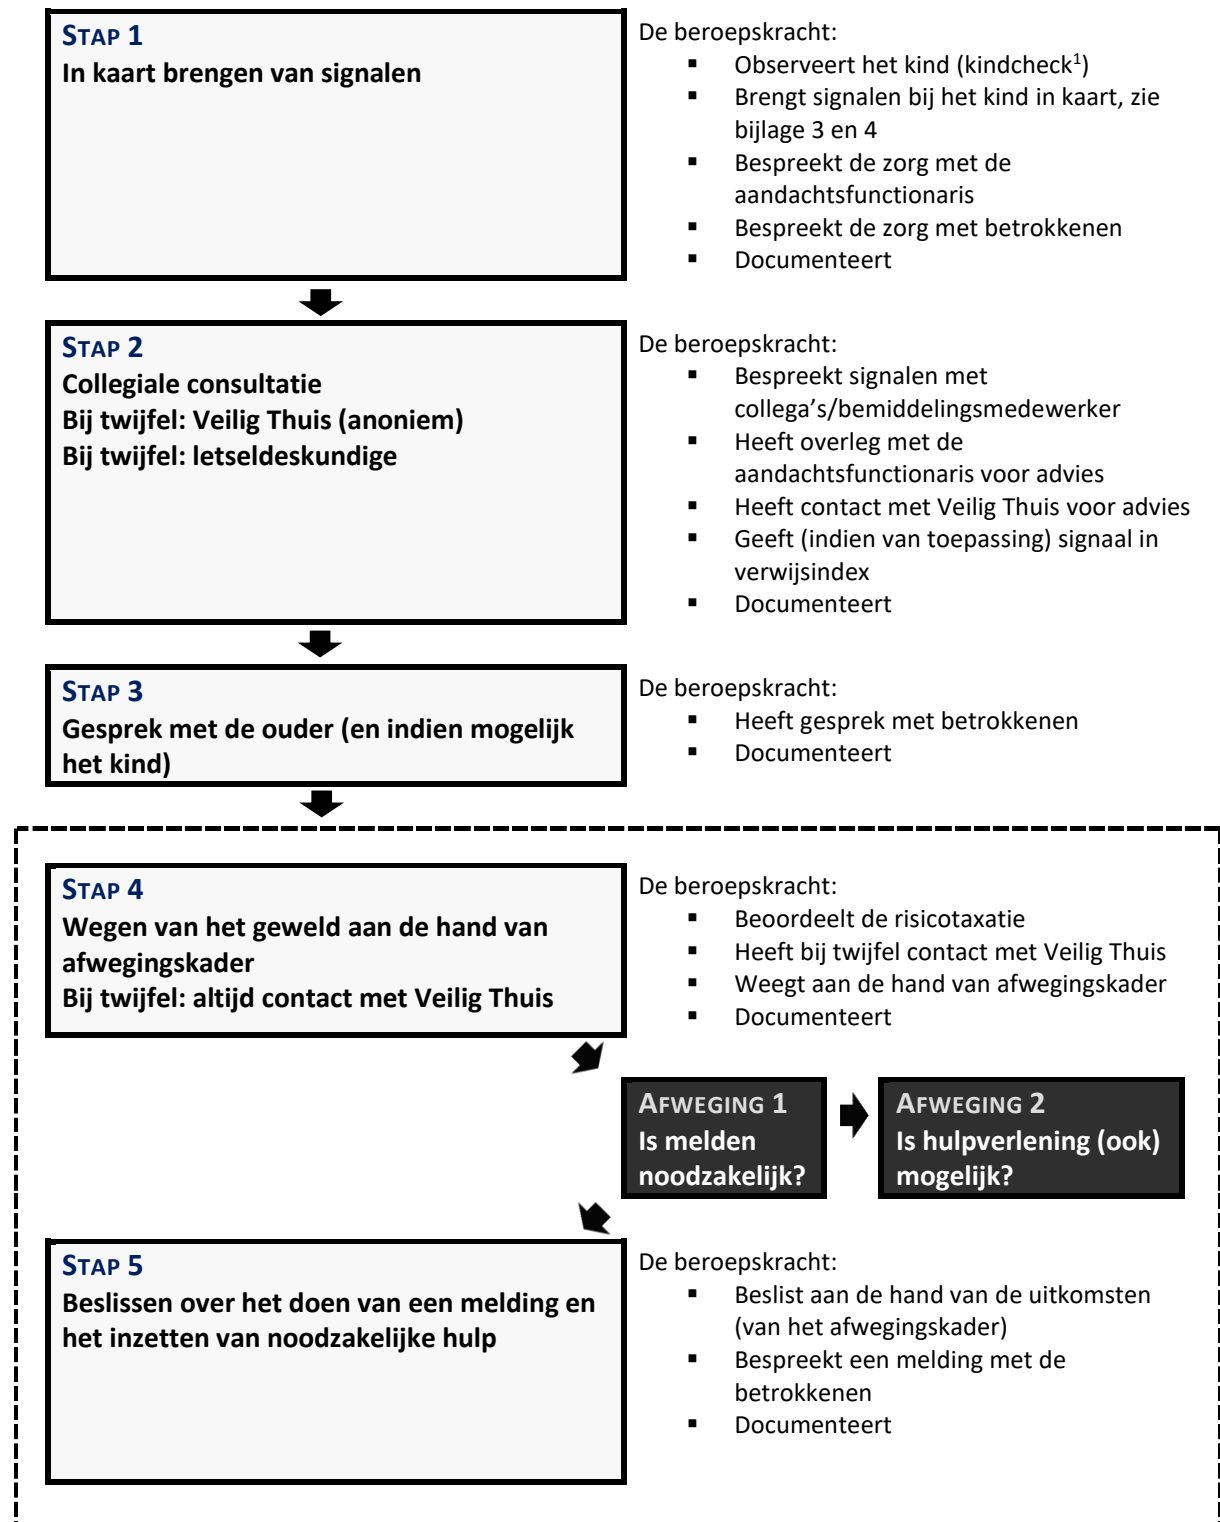 STAP 1
In kaart brengen van signalen
De beroepskracht:
▪ Observeert het kind (kindcheck¹)
▪ Brengt signalen bij het kind in kaart, zie
bijlage 3 en 4
▪ Bespreekt de zorg met de
aandachtsfunctionaris
▪ Bespreekt de zorg met betrokkenen
▪ Documenteert
STAP 2
Collegiale consultatie
Bij twijfel: Veilig Thuis (anoniem)
Bij twijfel: letseldeskundige
De beroepskracht:
▪ Bespreekt signalen met
collega's/bemiddelingsmedewerker
▪ Heeft overleg met de
aandachtsfunctionaris voor advies
▪ Heeft contact met Veilig Thuis voor advies
▪ Geeft (indien van toepassing) signaal in
verwijsindex
▪ Documenteert
STAP 3
Gesprek met de ouder (en indien mogelijk
het kind)
De beroepskracht:
▪ Heeft gesprek met betrokkenen
▪ Documenteert
STAP 4
Wegen van het geweld aan de hand van
afwegingskader
Bij twijfel: altijd contact met Veilig Thuis
De beroepskracht:
▪ Beoordeelt de risicotaxatie
▪ Heeft bij twijfel contact met Veilig Thuis
▪ Weegt aan de hand van afwegingskader
▪ Documenteert
AFWEGING 1
Is melden
noodzakelijk?
AFWEGING 2
Is hulpverlening (ook)
mogelijk?
STAP 5
Beslissen over het doen van een melding en
het inzetten van noodzakelijke hulp
De beroepskracht:
▪ Beslist aan de hand van de uitkomsten
(van het afwegingskader)
▪ Bespreekt een melding met de
betrokkenen
▪ Documenteert